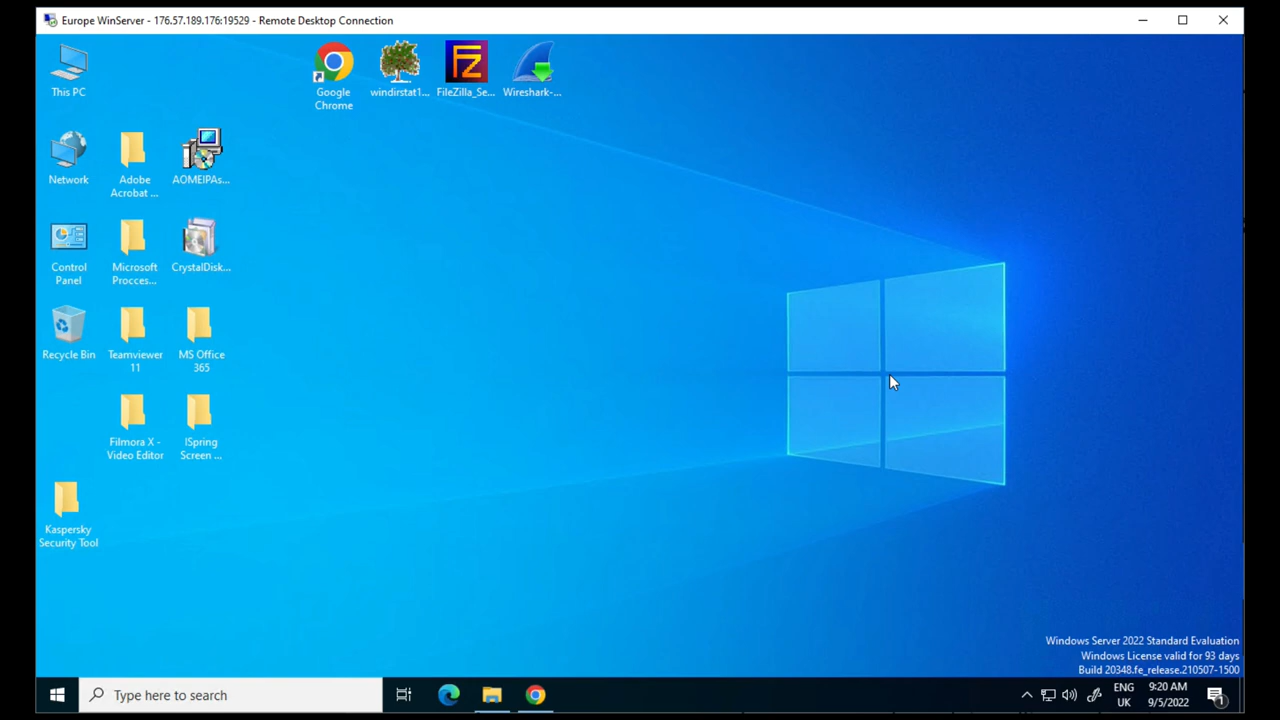 Europe WinServer - 176.57.189.176:19529 - Remote Desktop Connection
This PC
Google
Chrome
windirstat1...
FileZilla_Se...
Wireshark-...
Network
Adobe
Acrobat ...
AOMEIPAs...
Control
Panel
Microsoft
Procces...
CrystalDisk...
Recycle Bin
Teamviewer
11
MS Office
365
Filmora X -
Video Editor
ISpring
Screen ...
Kaspersky
Security Tool
Windows Server 2022 Standard Evaluation
Windows License valid for 93 days
Build 20348.fe_release.210507-1500
Type here to search
ENG
UK
9:20 AM
9/5/2022
1